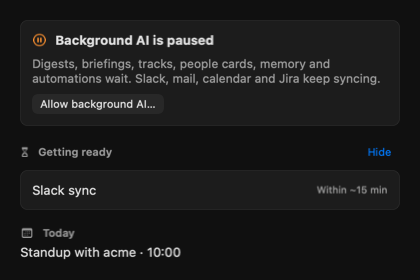 Background AI is paused
Digests, briefings, tracks, people cards, memory and
automations wait. Slack, mail, calendar and Jira keep syncing.
Allow background AI...
Getting ready
Hide
Slack sync
Within ~15 min
Today
Standup with acme · 10:00